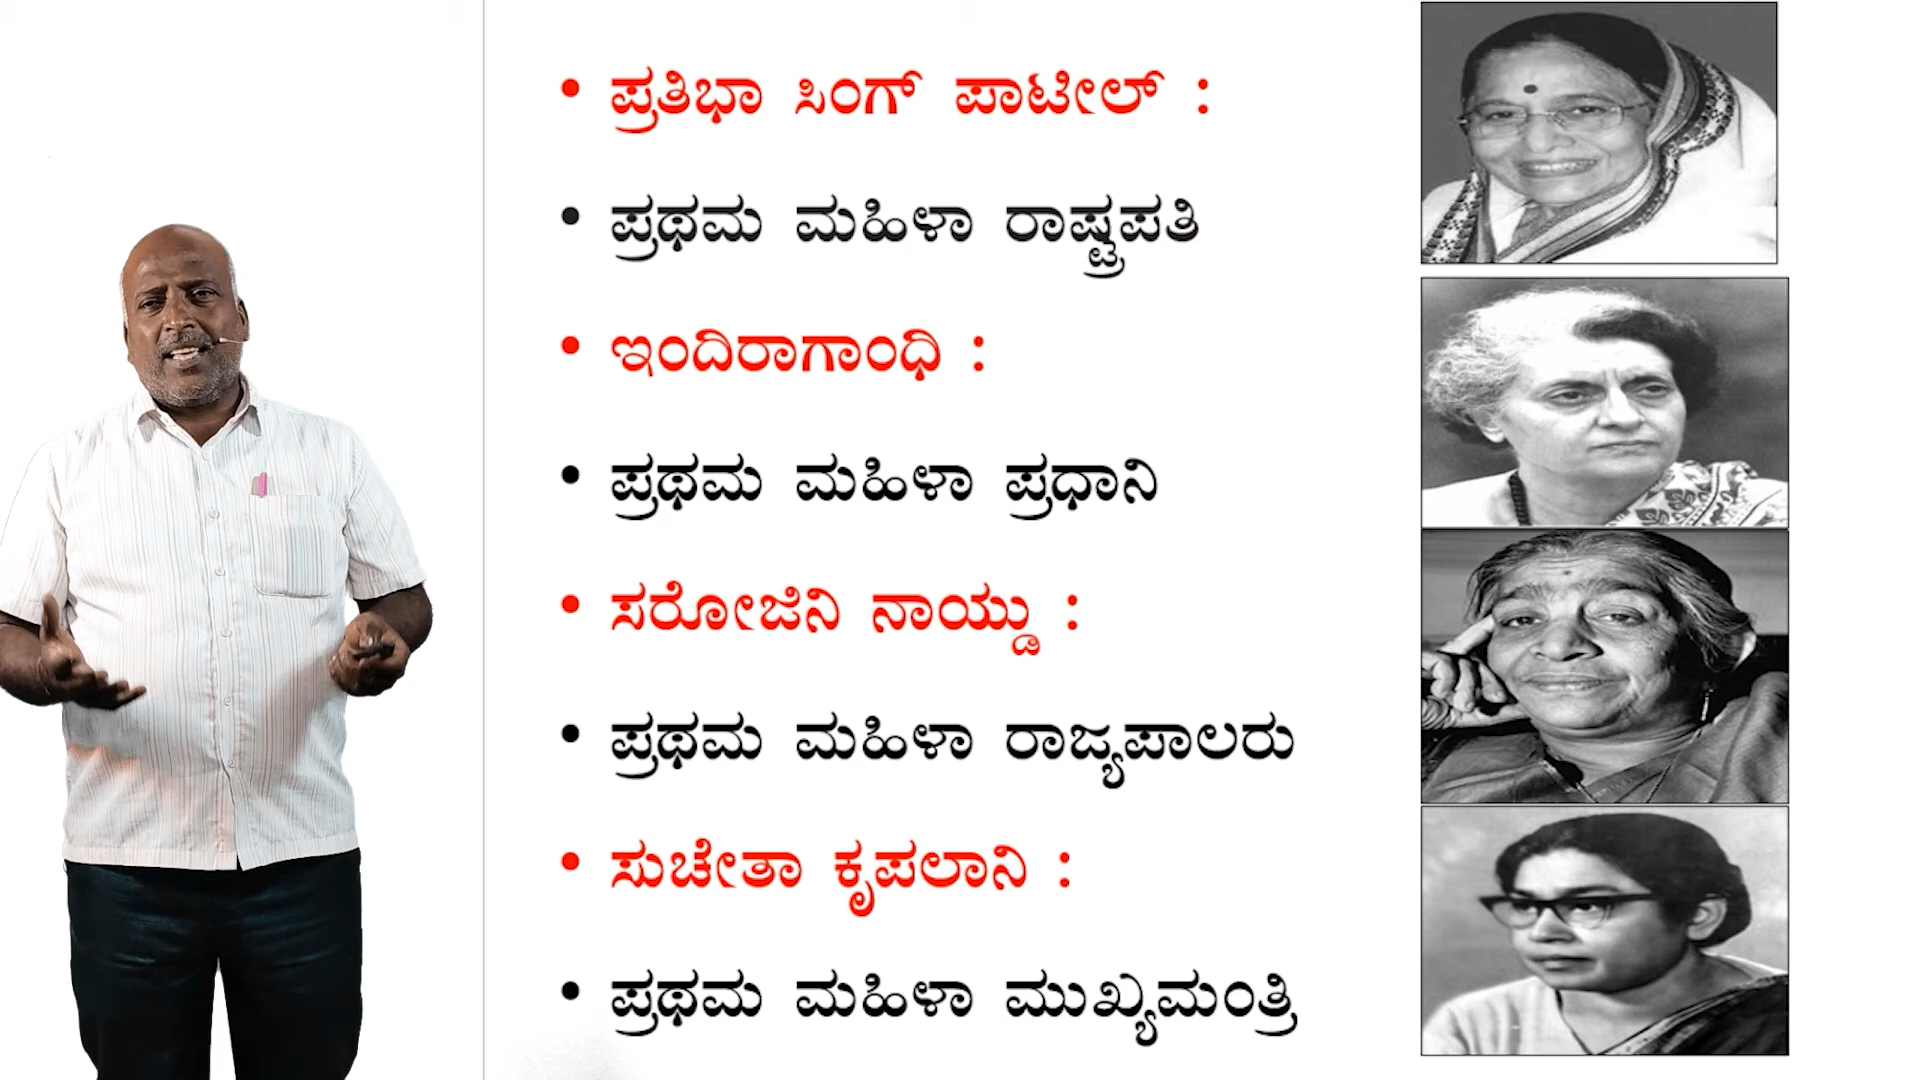 • ಪ್ರತಿಭಾ ಸಿಂಗ್ ಪಾಟೀಲ್ :
• ಪ್ರಥಮ ಮಹಿಳಾ ರಾಷ್ಟ್ರಪತಿ
• ಇಂದಿರಾಗಾಂಧಿ :
• ಪ್ರಥಮ ಮಹಿಳಾ ಪ್ರಧಾನಿ
• ಸರೋಜಿನಿ ನಾಯ್ಡು :
• ಪ್ರಥಮ ಮಹಿಳಾ ರಾಜ್ಯಪಾಲರು
• ಸುಚೇತಾ ಕೃಪಲಾನಿ :
• ಪ್ರಥಮ ಮಹಿಳಾ ಮುಖ್ಯಮಂತ್ರಿ